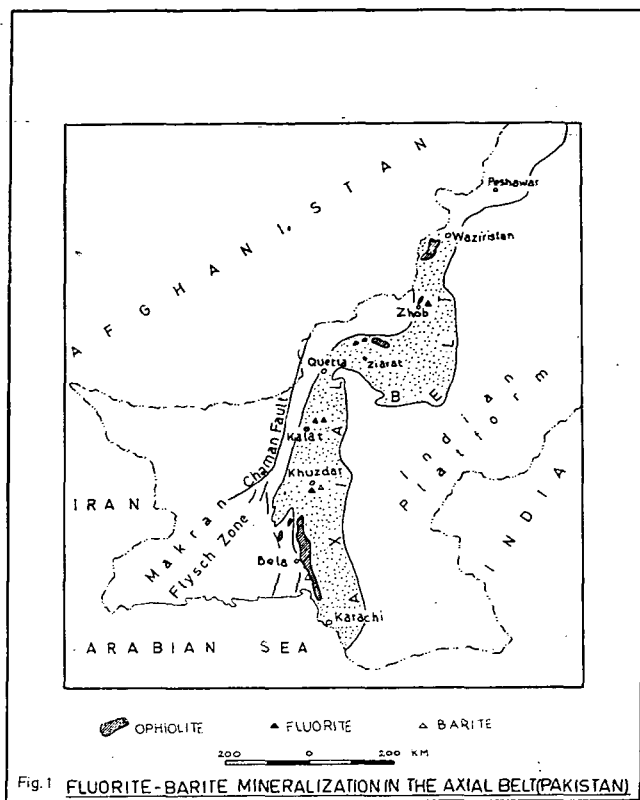 AFGHANISTAN
Peshawar
Waziristan
Zhob
Quetta
Ziarat
AXIAL BELT
Chaman Fault
Kalat
Indian
Platform
Khuzdar
IRAN
INDIA
Makran
Flysch Zone
Bela
Karachi
ARABIAN SEA
OPHIOLITE
FLUORITE
BARITE
200 0 200 KM
Fig. 1 FLUORITE-BARITE MINERALIZATION IN THE AXIAL BELT(PAKISTAN)